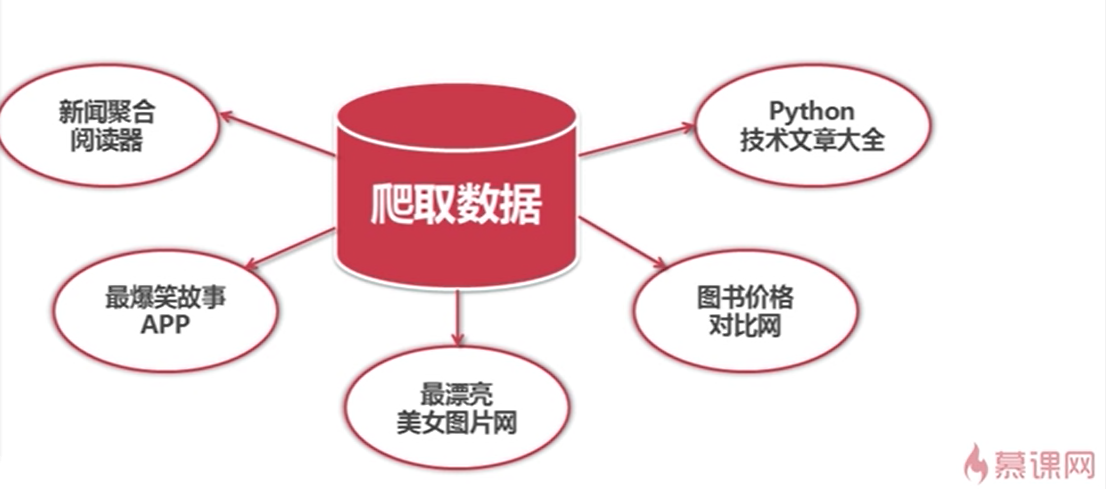 新闻聚合
阅读器
Python
技术文章大全
爬取数据
最爆笑故事
APP
图书价格
对比网
最漂亮
美女图片网
慕课网